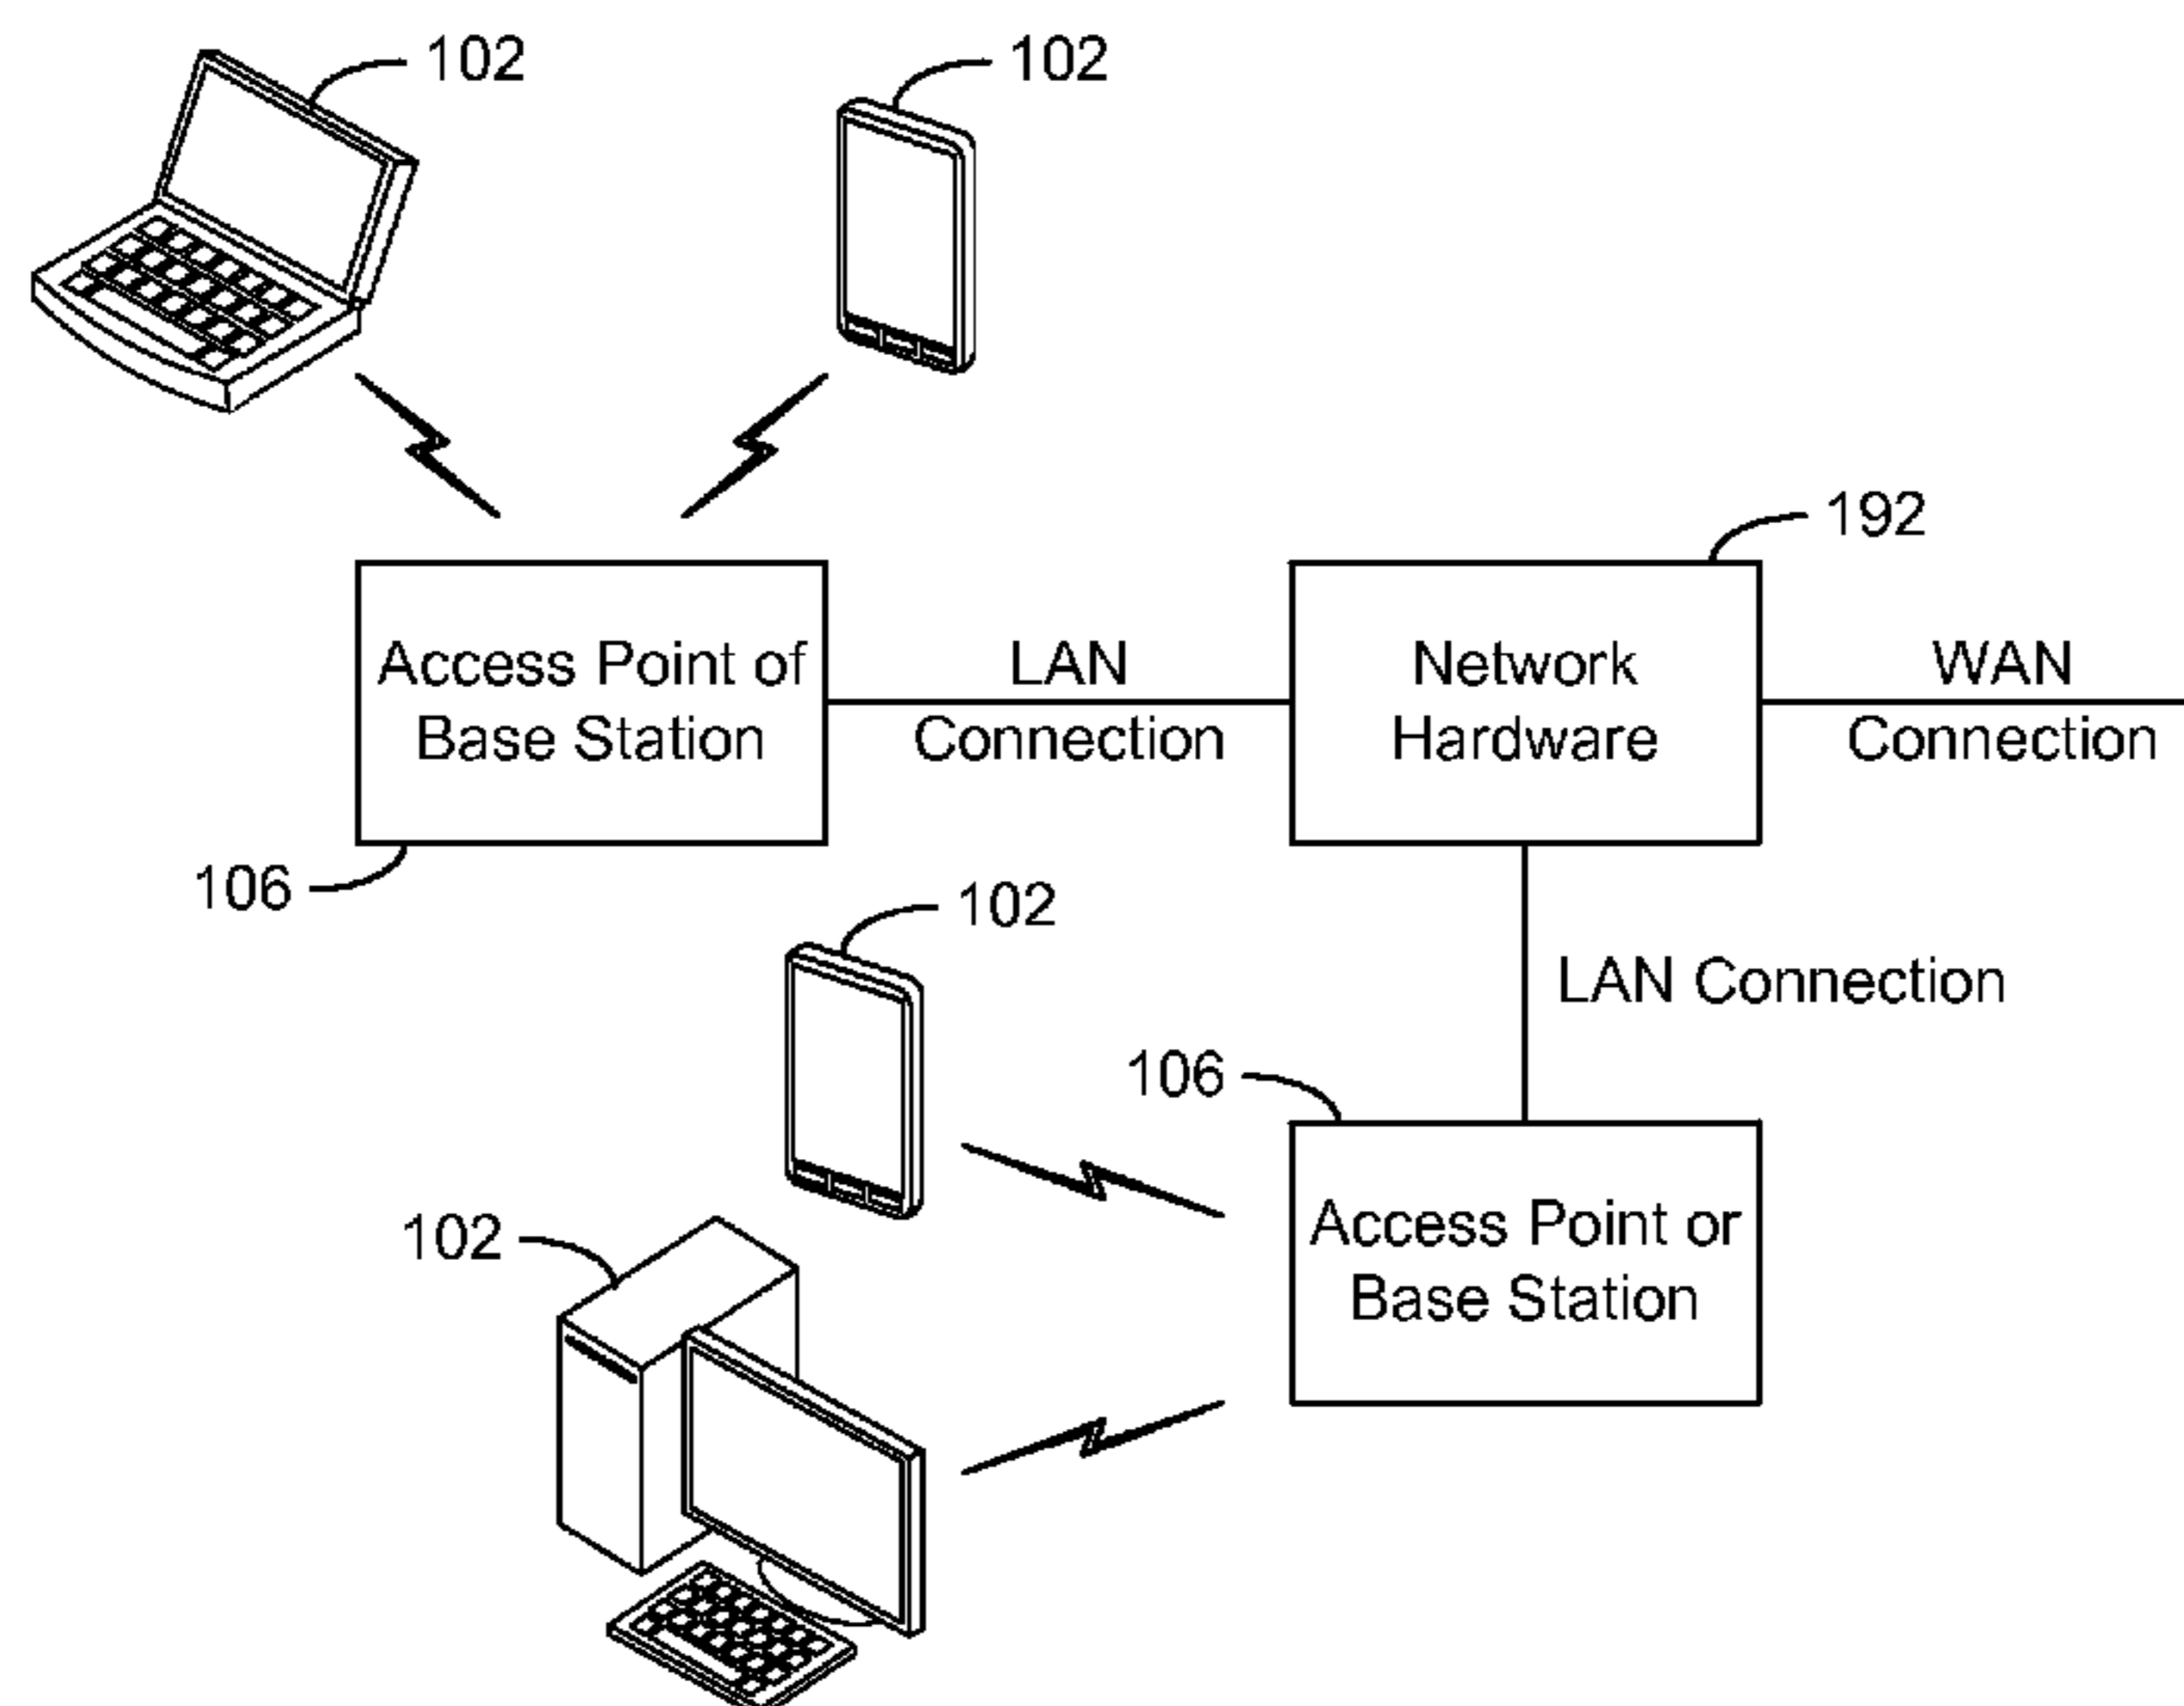 102
102
192
Access Point of
Base Station
LAN
Connection
Network
Hardware
WAN
Connection
106
102
LAN Connection
106
102
Access Point or
Base Station